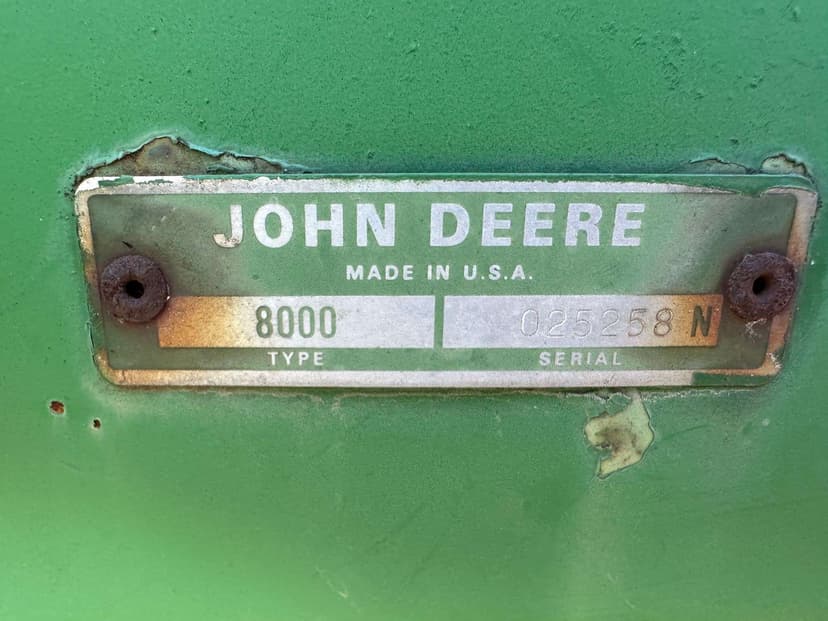 JOHN DEERE
MADE IN U.S.A.
8000 025258 N
TYPE SERIAL